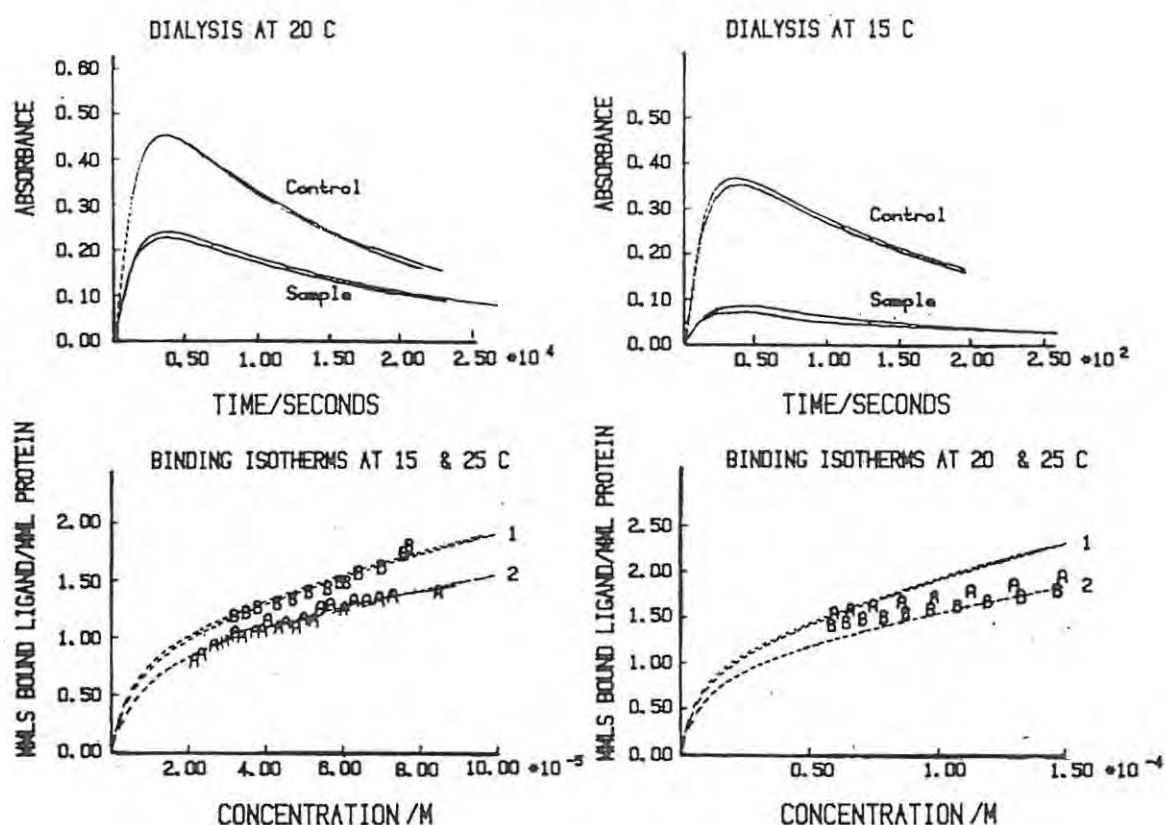 DIALYSIS AT 20 C
ABSORBANCE
0.60
0.50
0.40
0.30
0.20
0.10
0.00
Control
Sample
0.50 1.00 1.50 2.00 2.50 *10 4
TIME/SECONDS
DIALYSIS AT 15 C
ABSORBANCE
0.50
0.40
0.30
0.20
0.10
0.00
Control
Sample
0.50 1.00 1.50 2.00 2.50 *10 2
TIME/SECONDS
BINDING ISOTHERMS AT 15 & 25 C
MMLS BOUND LIGAND/MML PROTEIN
2.00
1.50
1.00
0.50
0.00
1
2
2.00 4.00 6.00 8.00 10.00 *10 -5
CONCENTRATION /M
BINDING ISOTHERMS AT 20 & 25 C
MMLS BOUND LIGAND/MML PROTEIN
2.50
2.00
1.50
1.00
0.50
0.00
1
2
0.50 1.00 1.50 *10 -4
CONCENTRATION /M